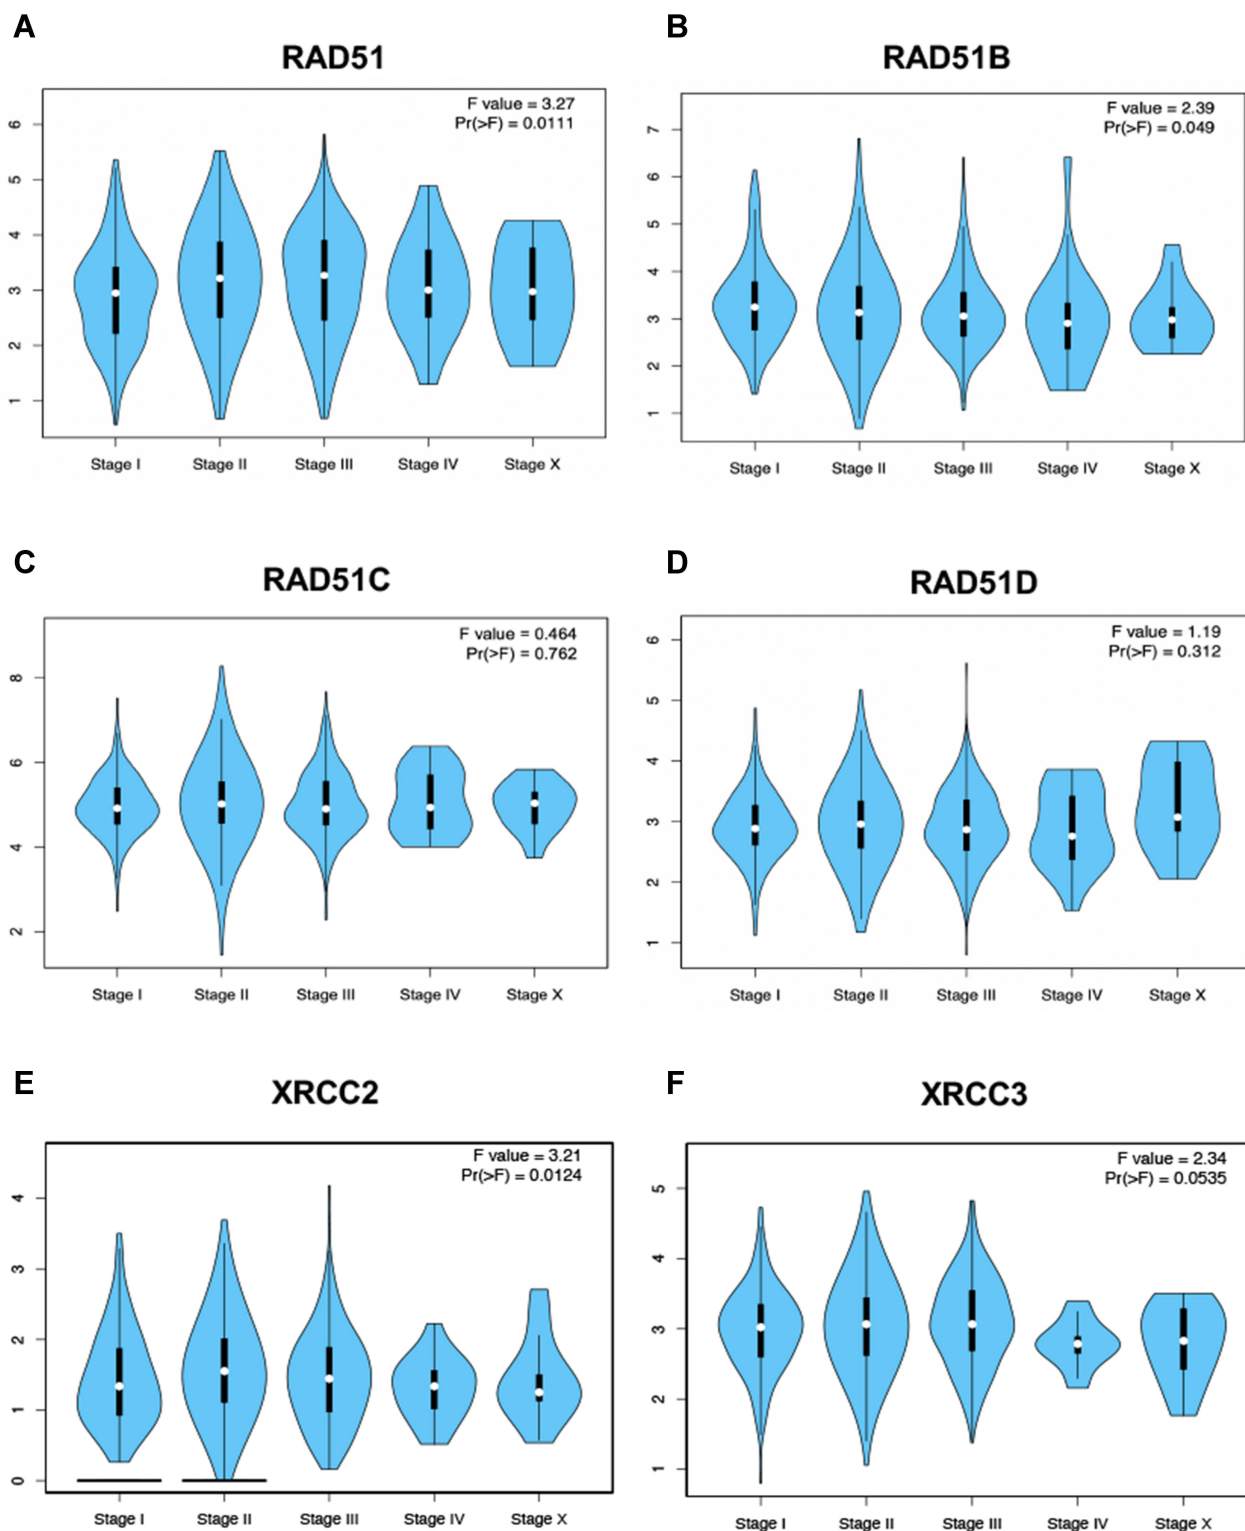 A
RAD51
F value = 3.27
Pr(>F) = 0.0111
6
5
4
3
2
1
Stage I Stage II Stage III Stage IV Stage X
B
RAD51B
F value = 2.39
Pr(>F) = 0.049
7
6
5
4
3
2
1
Stage I Stage II Stage III Stage IV Stage X
C
RAD51C
F value = 0.464
Pr(>F) = 0.762
8
6
4
2
Stage I Stage II Stage III Stage IV Stage X
D
RAD51D
F value = 1.19
Pr(>F) = 0.312
6
5
4
3
2
1
Stage I Stage II Stage III Stage IV Stage X
E
XRCC2
F value = 3.21
Pr(>F) = 0.0124
4
3
2
1
0
Stage I Stage II Stage III Stage IV Stage X
F
XRCC3
F value = 2.34
Pr(>F) = 0.0535
5
4
3
2
1
Stage I Stage II Stage III Stage IV Stage X